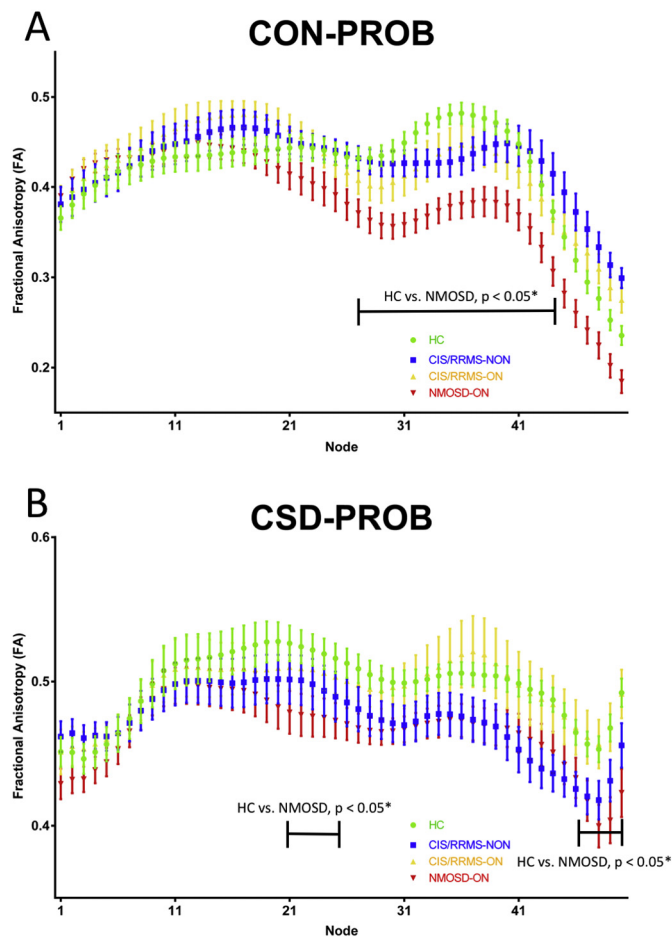 A
CON-PROB
Fractional Anisotropy (FA)
0.5
0.4
0.3
0.2
HC vs. NMOSD, p < 0.05*
HC
CIS/RRMS-NON
CIS/RRMS-ON
NMOSD-ON
1 11 21 31 41
Node
B
CSD-PROB
Fractional Anisotropy (FA)
0.6
0.5
0.4
HC vs. NMOSD, p < 0.05*
HC
CIS/RRMS-NON
CIS/RRMS-ON
NMOSD-ON
HC vs. NMOSD, p < 0.05*
1 11 21 31 41
Node